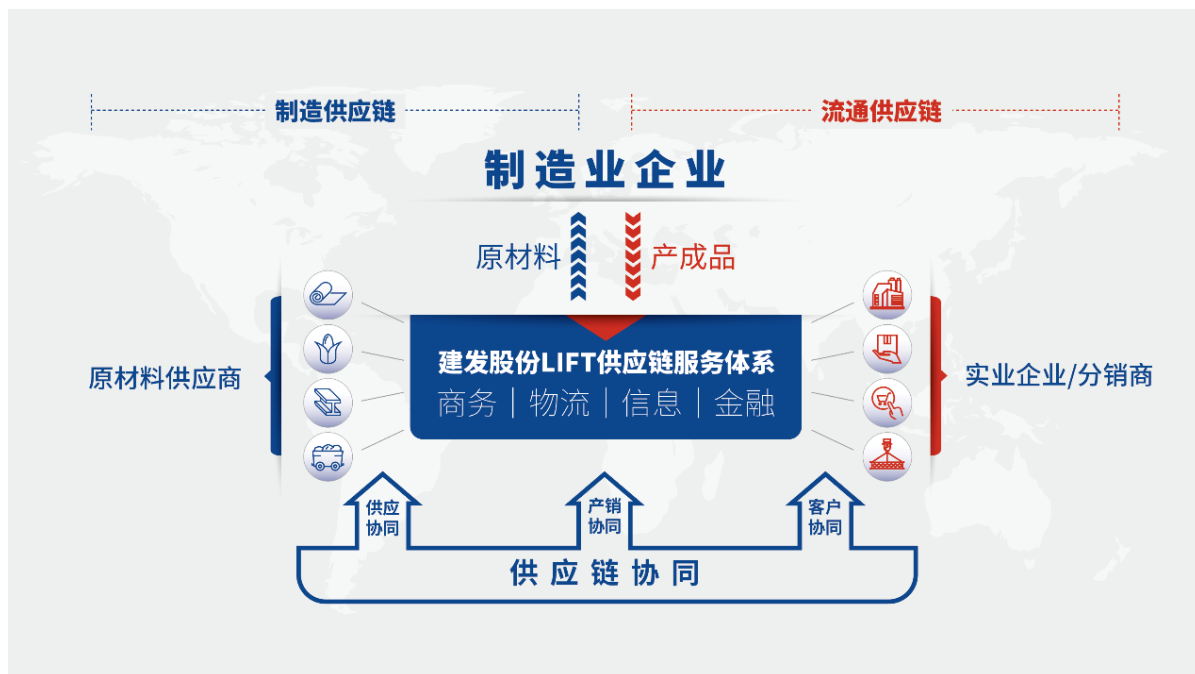 制造供应链
流通供应链
制造业企业
原材料
产成品
建发股份LIFT供应链服务体系
商务｜物流｜信息｜金融
原材料供应商
实业企业/分销商
供应
协同
产销
协同
客户
协同
供应链协同